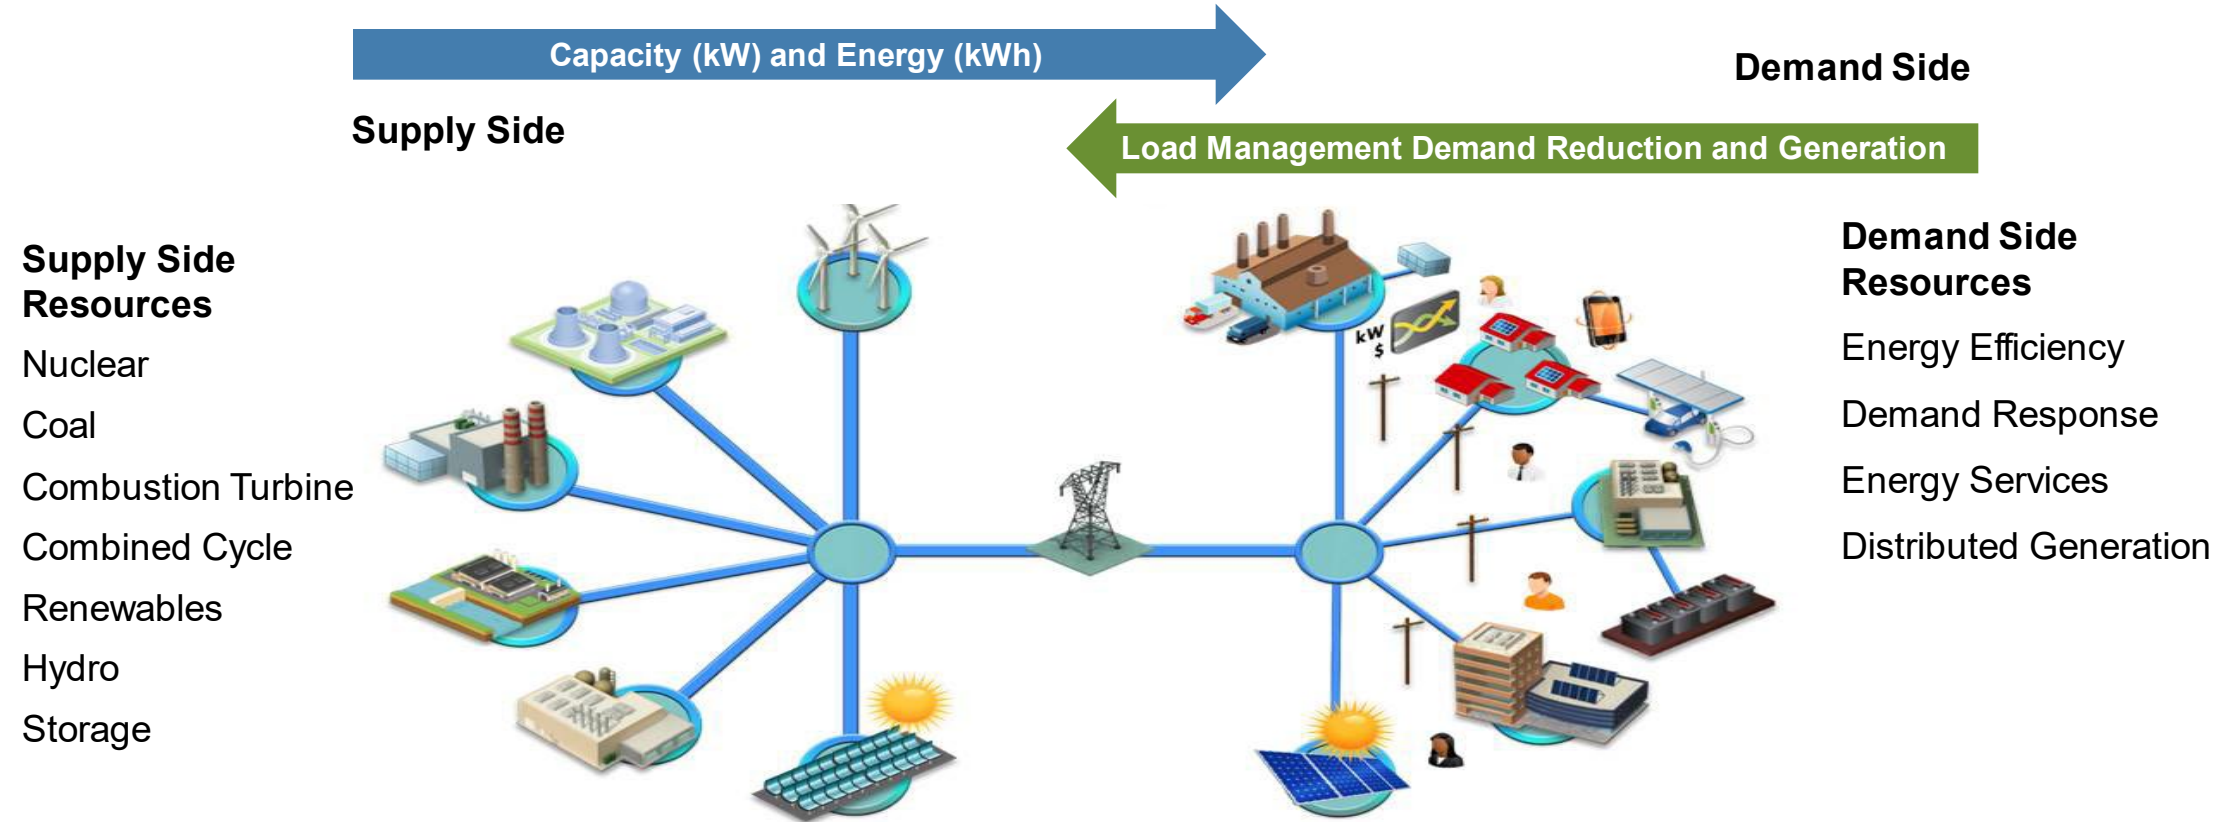 Capacity (kW) and Energy (kWh)
Demand Side
Supply Side
Load Management Demand Reduction and Generation
Supply Side
Resources
Nuclear
Coal
Combustion Turbine
Combined Cycle
Renewables
Hydro
Storage
kW
$
Demand Side
Resources
Energy Efficiency
Demand Response
Energy Services
Distributed Generation